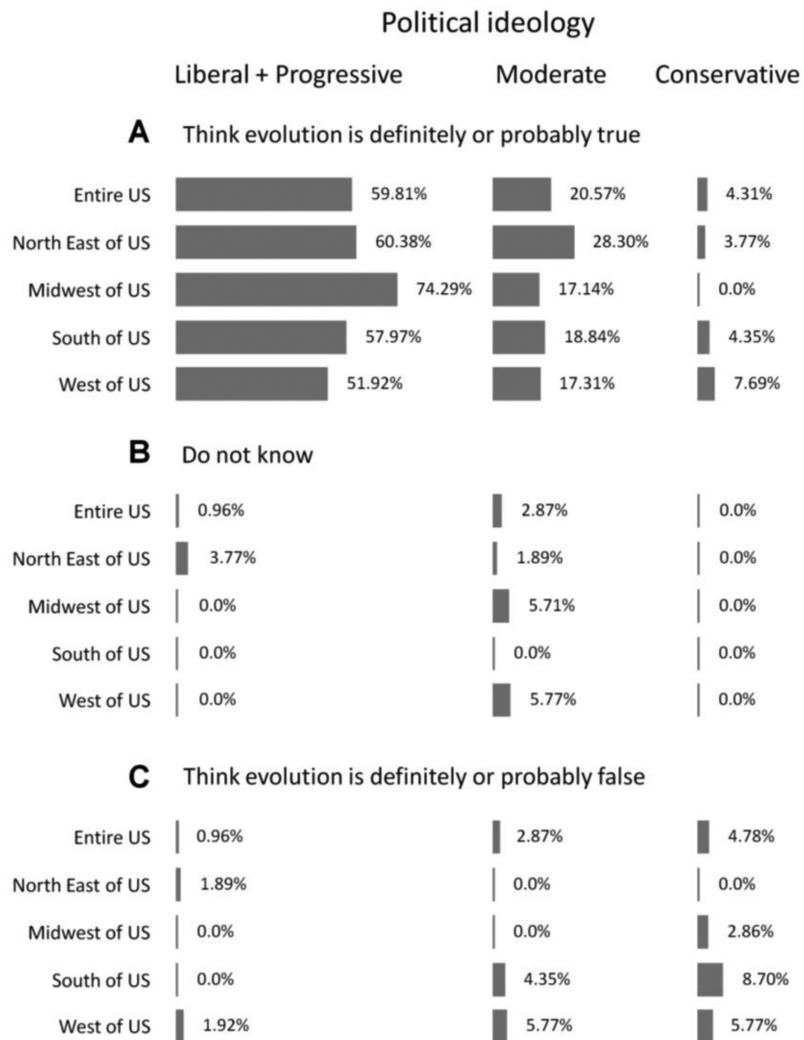 Political ideology
Liberal + Progressive Moderate Conservative
A Think evolution is definitely or probably true
Entire US 59.81% 20.57% 4.31%
North East of US 60.38% 28.30% 3.77%
Midwest of US 74.29% 17.14% 0.0%
South of US 57.97% 18.84% 4.35%
West of US 51.92% 17.31% 7.69%
B Do not know
Entire US 0.96% 2.87% 0.0%
North East of US 3.77% 1.89% 0.0%
Midwest of US 0.0% 5.71% 0.0%
South of US 0.0% 0.0% 0.0%
West of US 0.0% 5.77% 0.0%
C Think evolution is definitely or probably false
Entire US 0.96% 2.87% 4.78%
North East of US 1.89% 0.0% 0.0%
Midwest of US 0.0% 0.0% 2.86%
South of US 0.0% 4.35% 8.70%
West of US 1.92% 5.77% 5.77%